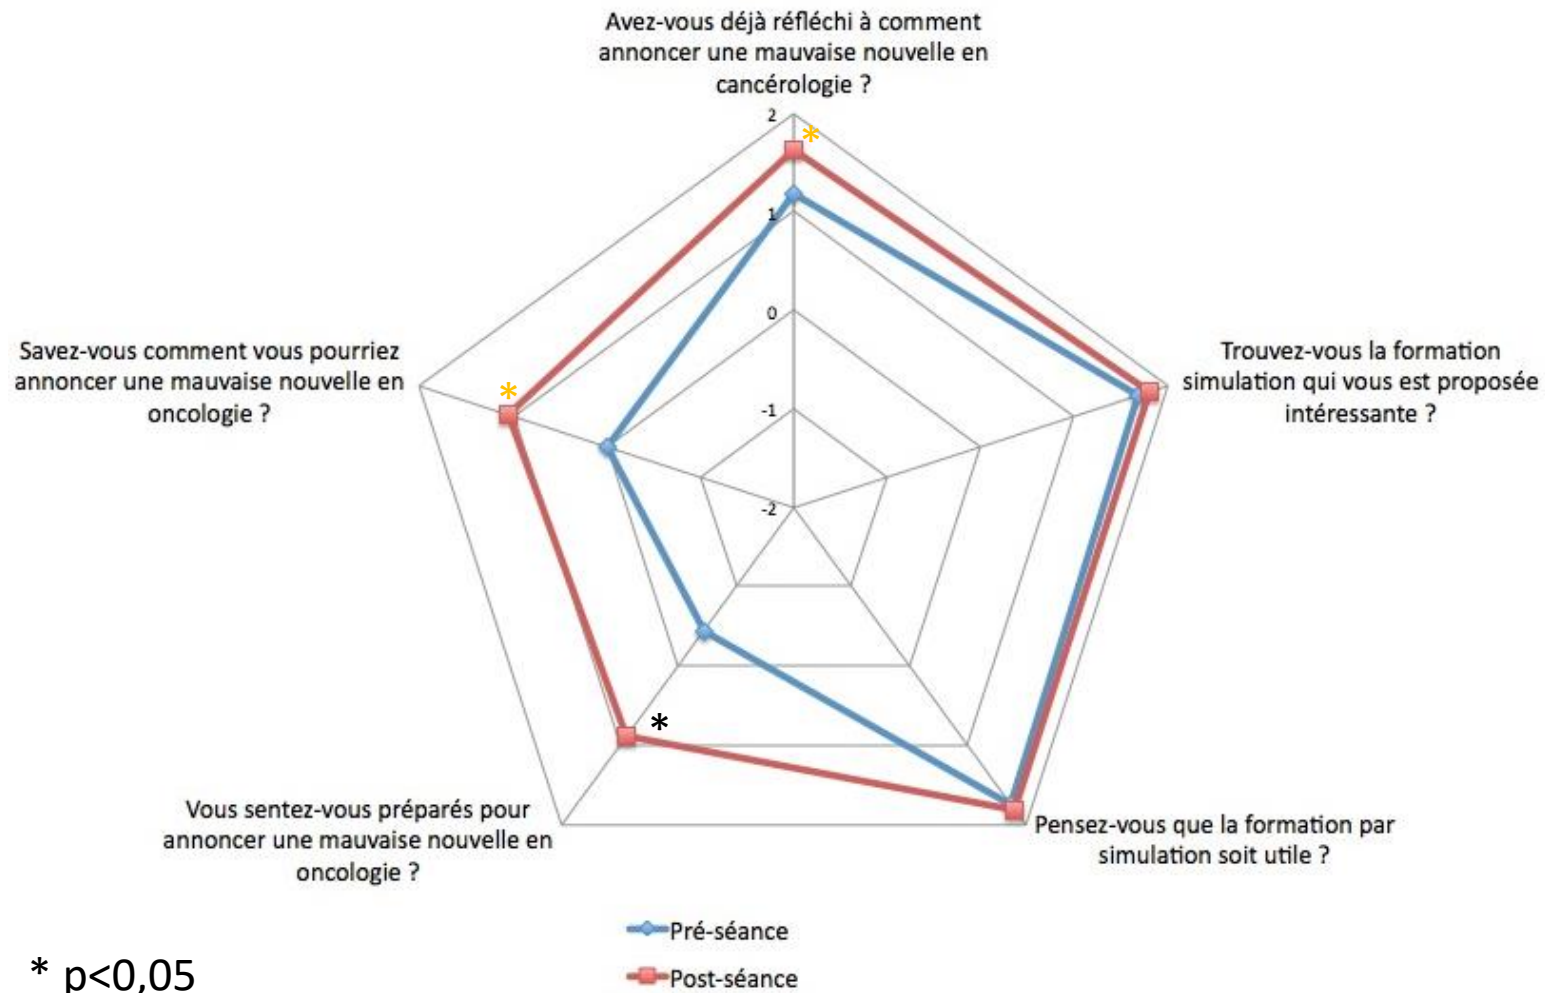 Avez-vous déjà réfléchi à comment
annoncer une mauvaise nouvelle en
cancérologie ?
2
*
1
0
-1
-2
Savez-vous comment vous pourriez
annoncer une mauvaise nouvelle en
oncologie ?
*
Trouvez-vous la formation
simulation qui vous est proposée
intéressante ?
*
Vous sentez-vous préparés pour
annoncer une mauvaise nouvelle en
oncologie ?
Pensez-vous que la formation par
simulation soit utile ?
Pré-séance
Post-séance
* p<0,05